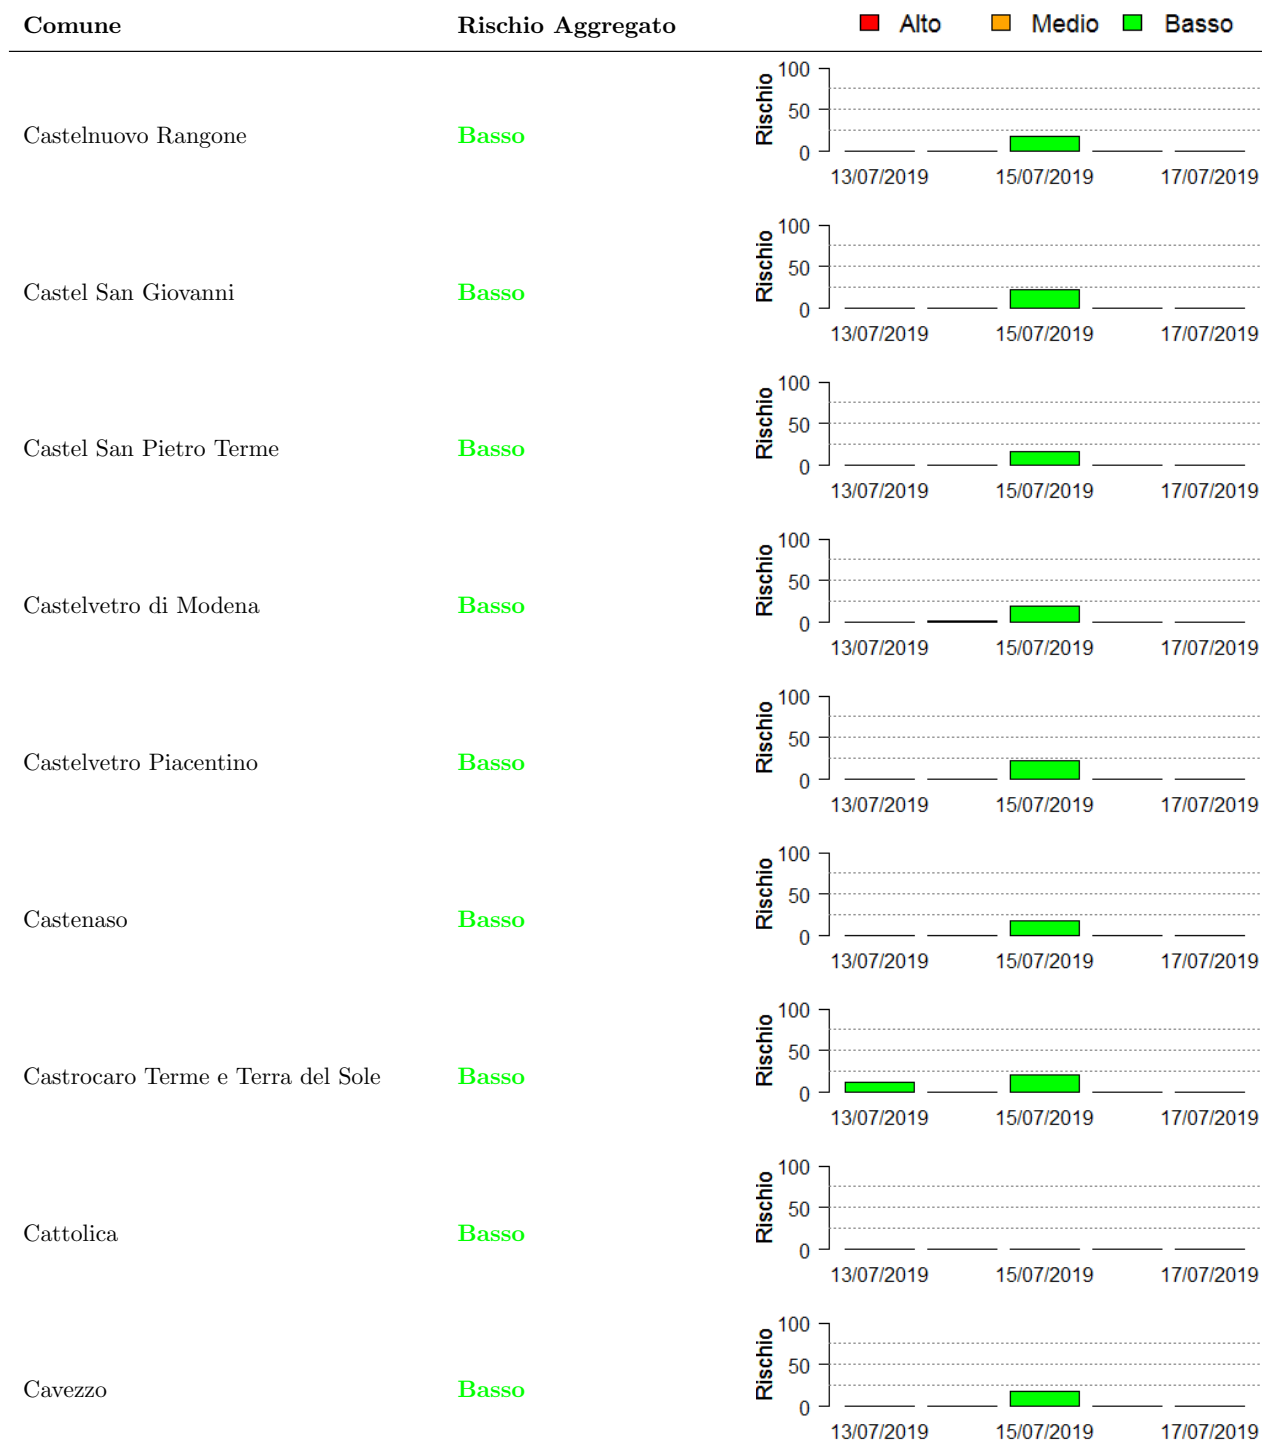 Comune Rischio Aggregato Alto Medio Basso
Castelnuovo Rangone Basso Rischio 100 50 0
13/07/2019 15/07/2019 17/07/2019
Castel San Giovanni Basso Rischio 100 50 0
13/07/2019 15/07/2019 17/07/2019
Castel San Pietro Terme Basso Rischio 100 50 0
13/07/2019 15/07/2019 17/07/2019
Castelvetro di Modena Basso Rischio 100 50 0
13/07/2019 15/07/2019 17/07/2019
Castelvetro Piacentino Basso Rischio 100 50 0
13/07/2019 15/07/2019 17/07/2019
Castenaso Basso Rischio 100 50 0
13/07/2019 15/07/2019 17/07/2019
Castrocaro Terme e Terra del Sole Basso Rischio 100 50 0
13/07/2019 15/07/2019 17/07/2019
Cattolica Basso Rischio 100 50 0
13/07/2019 15/07/2019 17/07/2019
Cavezzo Basso Rischio 100 50 0
13/07/2019 15/07/2019 17/07/2019